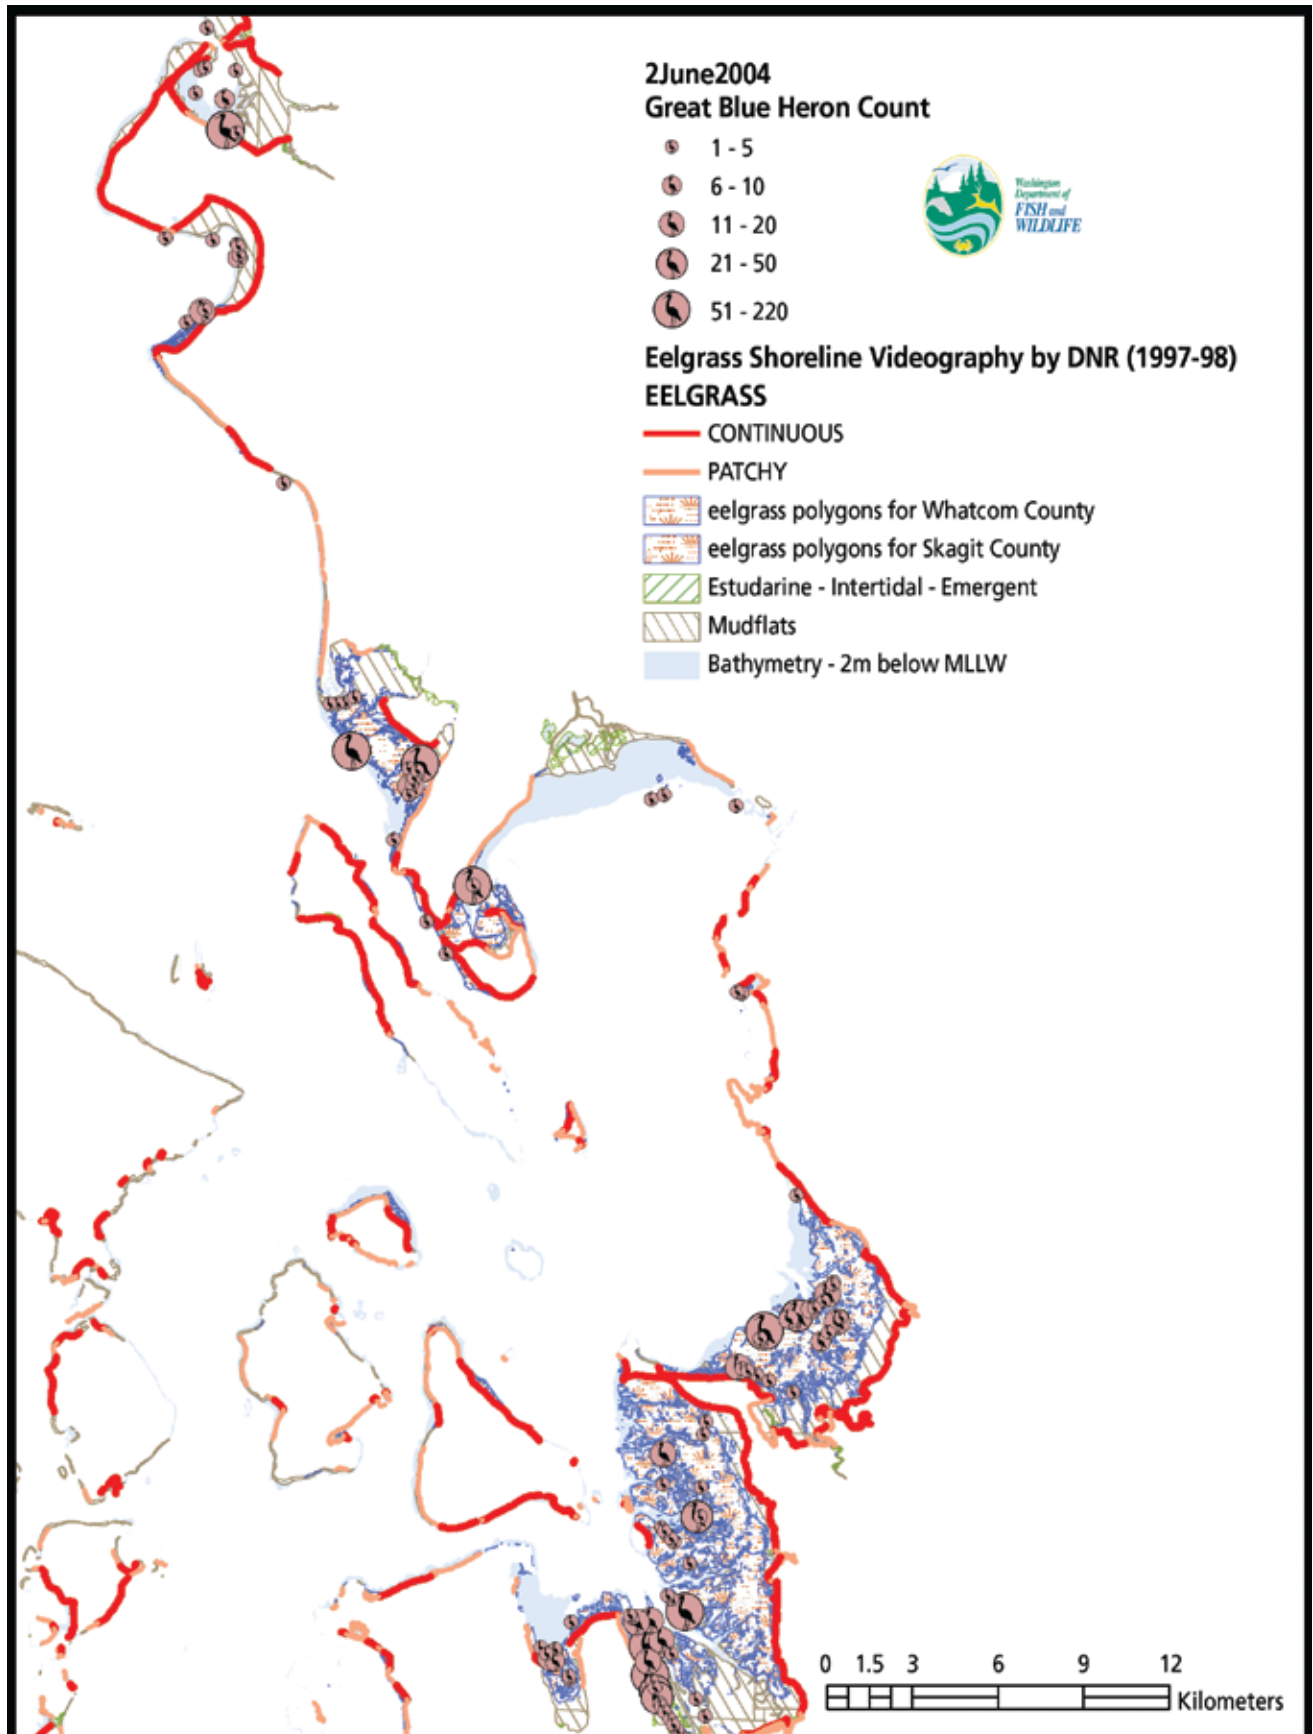 2June2004
Great Blue Heron Count
1 - 5
6 - 10
11 - 20
21 - 50
51 - 220
Washington
Department of
FISH and
WILDLIFE
Eelgrass Shoreline Videography by DNR (1997-98)
EELGRASS
CONTINUOUS
PATCHY
eelgrass polygons for Whatcom County
eelgrass polygons for Skagit County
Estudarine - Intertidal - Emergent
Mudflats
Bathymetry - 2m below MLLW
0 1.5 3 6 9 12
Kilometers